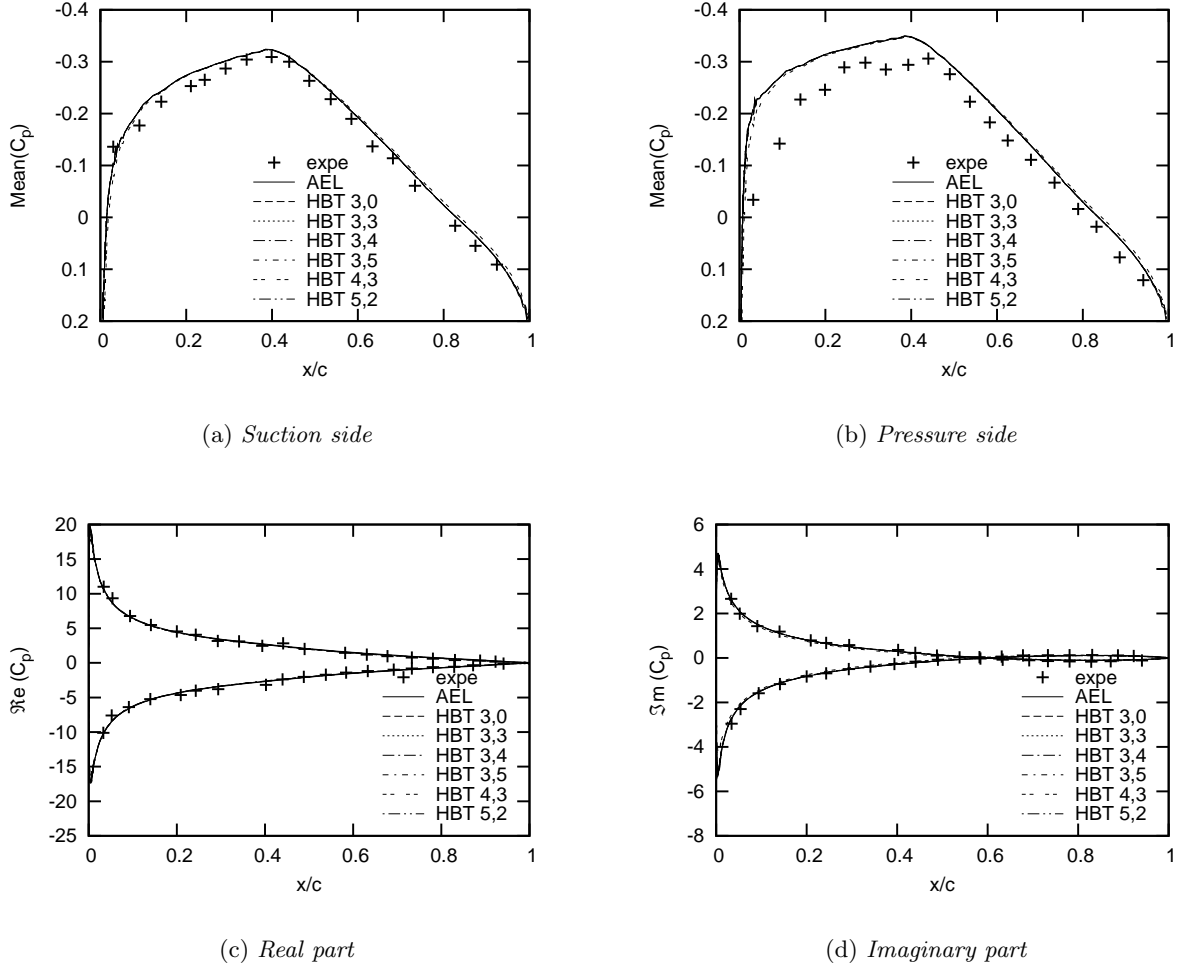 -0.4
-0.3
-0.2
-0.1
0
0.1
0.2
Mean(Cp)
expe
AEL
HBT 3,0
HBT 3,3
HBT 3,4
HBT 3,5
HBT 4,3
HBT 5,2
0 0.2 0.4 0.6 0.8 1
x/c
(a) Suction side
-0.4
-0.3
-0.2
-0.1
0
0.1
0.2
Mean(Cp)
expe
AEL
HBT 3,0
HBT 3,3
HBT 3,4
HBT 3,5
HBT 4,3
HBT 5,2
0 0.2 0.4 0.6 0.8 1
x/c
(b) Pressure side
20
15
10
5
0
-5
-10
-15
-20
-25
ℜe (Cp)
expe
AEL
HBT 3,0
HBT 3,3
HBT 3,4
HBT 3,5
HBT 4,3
HBT 5,2
0 0.2 0.4 0.6 0.8 1
x/c
(c) Real part
6
4
2
0
-2
-4
-6
-8
ℑm (Cp)
expe
AEL
HBT 3,0
HBT 3,3
HBT 3,4
HBT 3,5
HBT 4,3
HBT 5,2
0 0.2 0.4 0.6 0.8 1
x/c
(d) Imaginary part